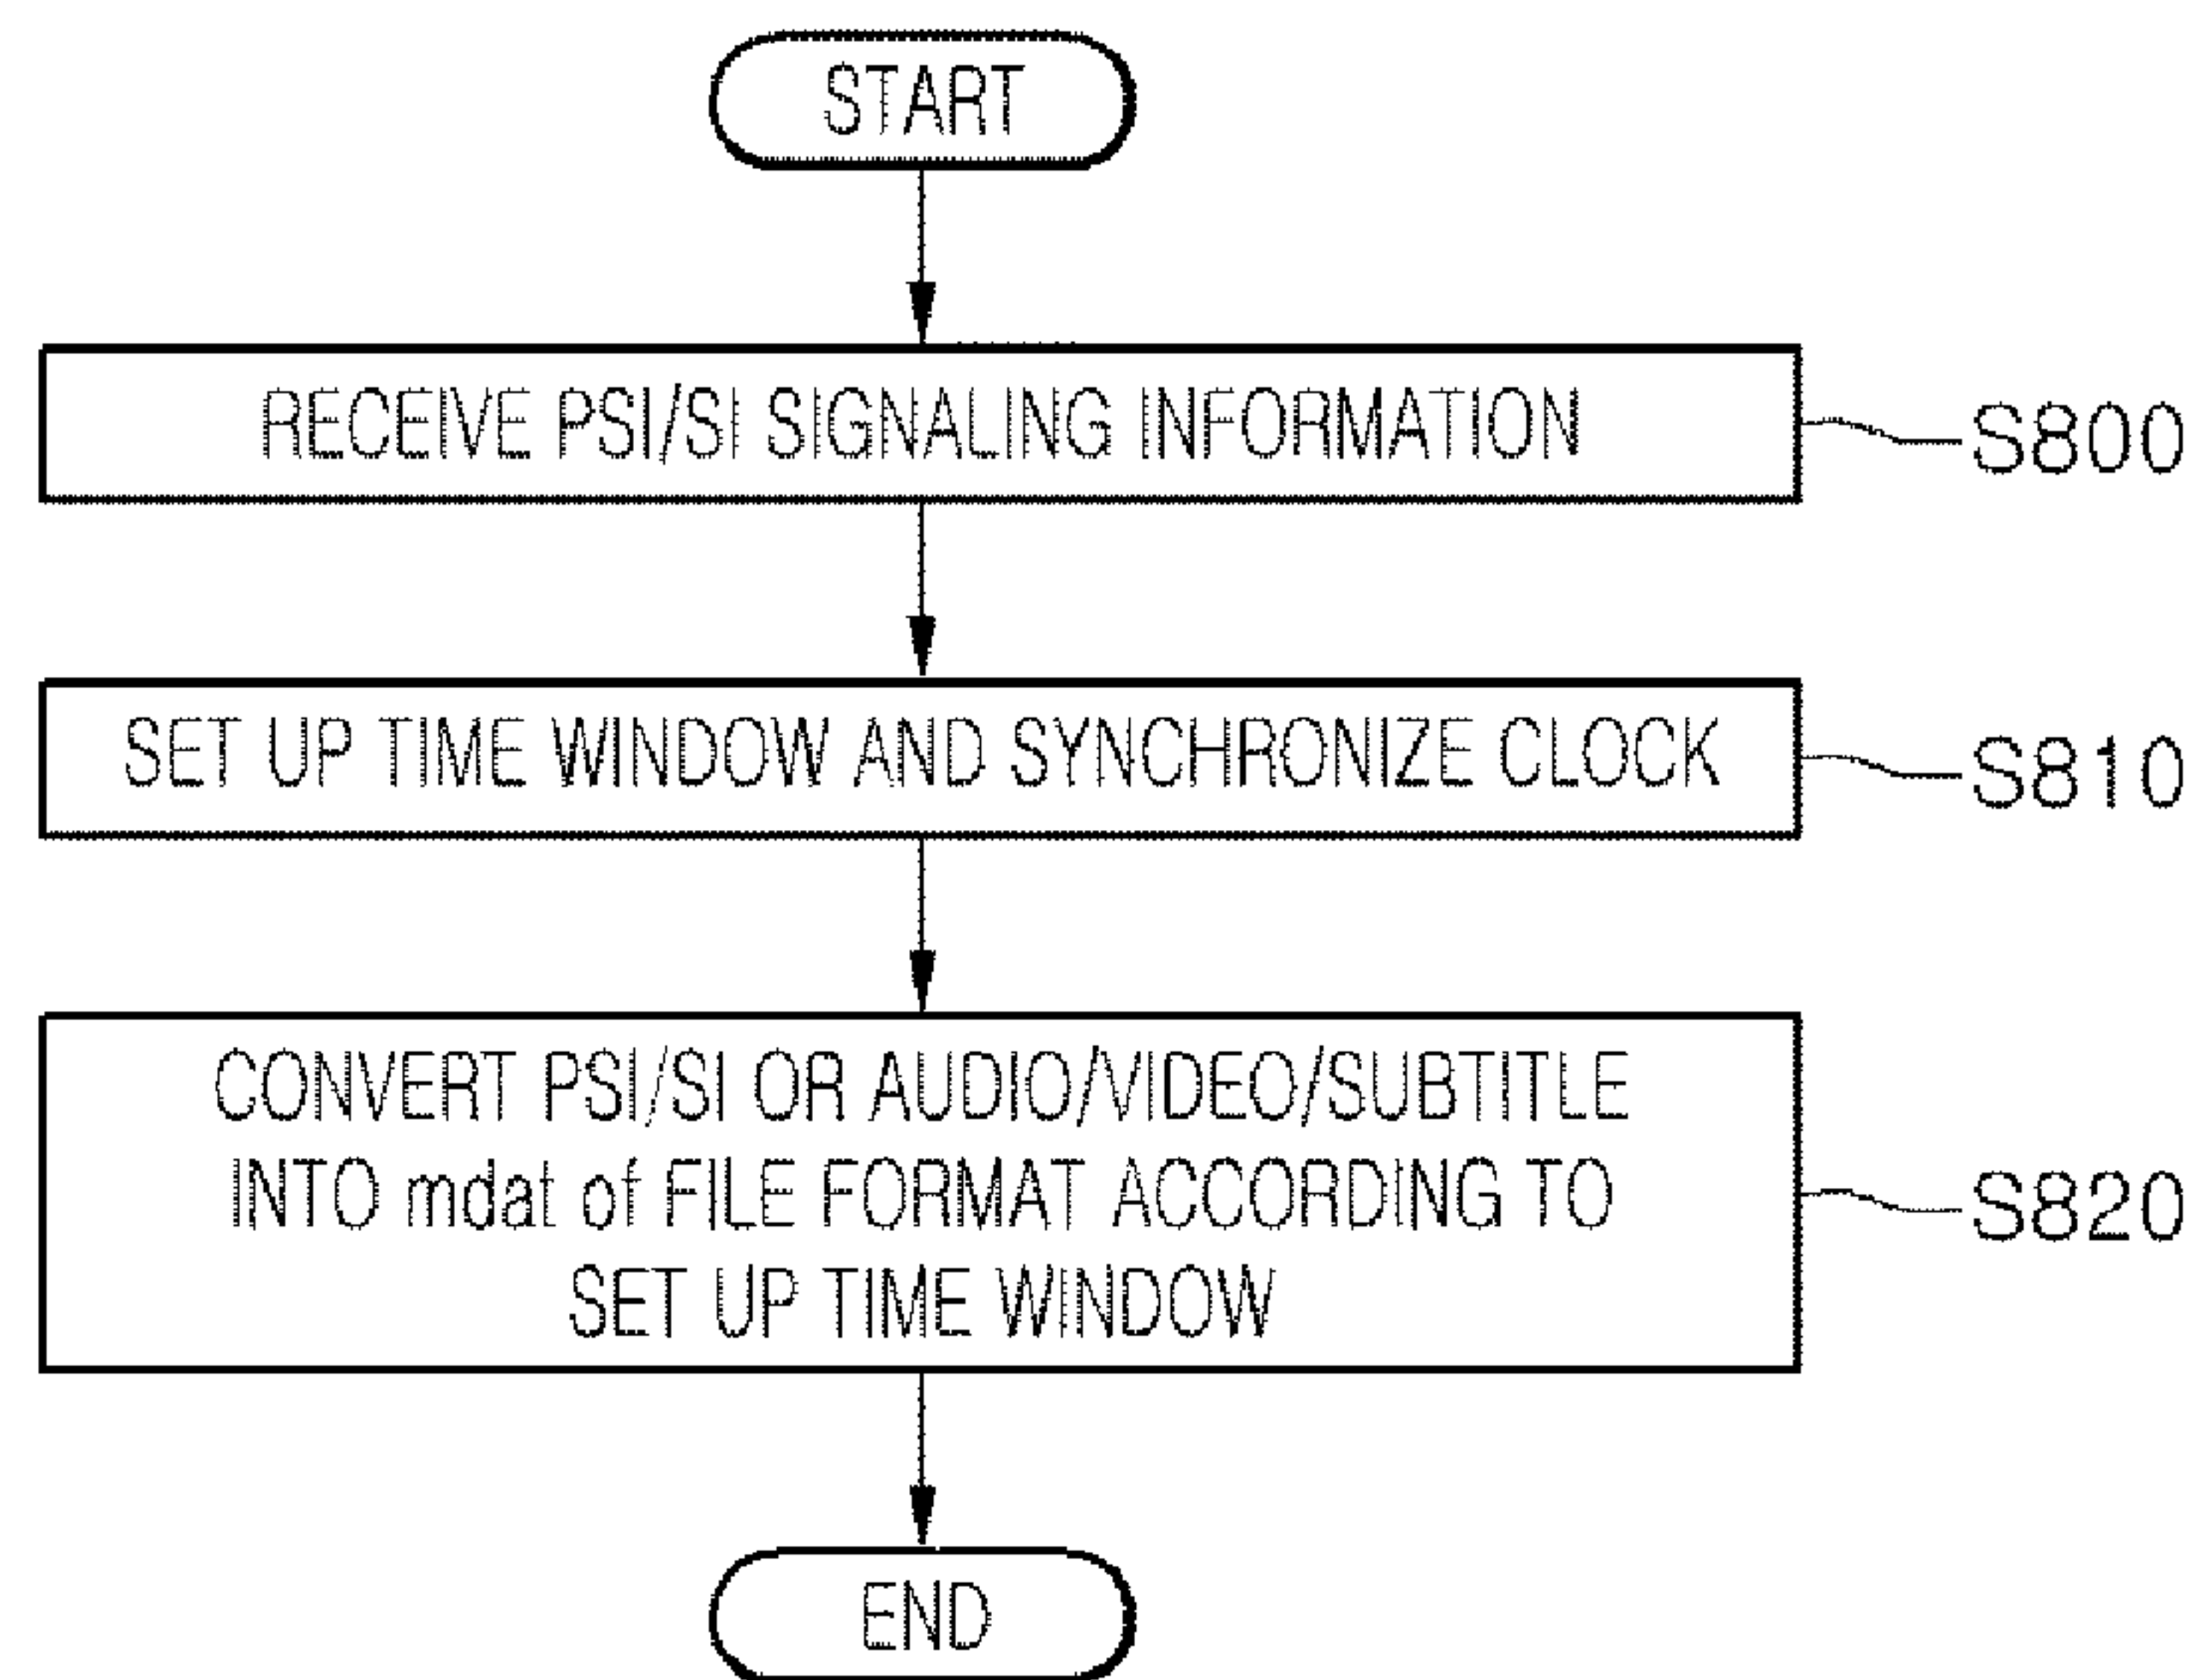 START
RECEIVE PSI/SI SIGNALING INFORMATION
S800
SET UP TIME WINDOW AND SYNCHRONIZE CLOCK
S810
CONVERT PSI/SI OR AUDIO/VIDEO/SUBTITLE
INTO mdat of FILE FORMAT ACCORDING TO
SET UP TIME WINDOW
S820
END